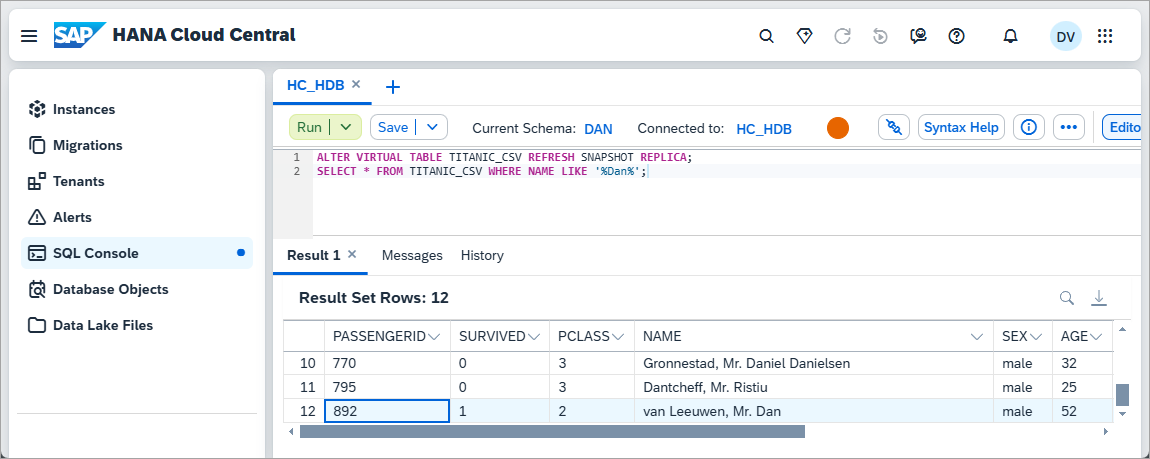 SAP HANA Cloud Central
DV
Instances
Migrations
Tenants
Alerts
SQL Console
Database Objects
Data Lake Files
HC_HDB
Run Save Current Schema: DAN Connected to: HC_HDB Syntax Help Edito
1 ALTER VIRTUAL TABLE TITANIC_CSV REFRESH SNAPSHOT REPLICA;
2 SELECT * FROM TITANIC_CSV WHERE NAME LIKE '%Dan%';
Result 1 Messages History
Result Set Rows: 12
PASSENGERID SURVIVED PCLASS NAME SEX AGE
10 770 0 3 Gronnestad, Mr. Daniel Danielsen male 32
11 795 0 3 Dantcheff, Mr. Ristiu male 25
12 892 1 2 van Leeuwen, Mr. Dan male 52